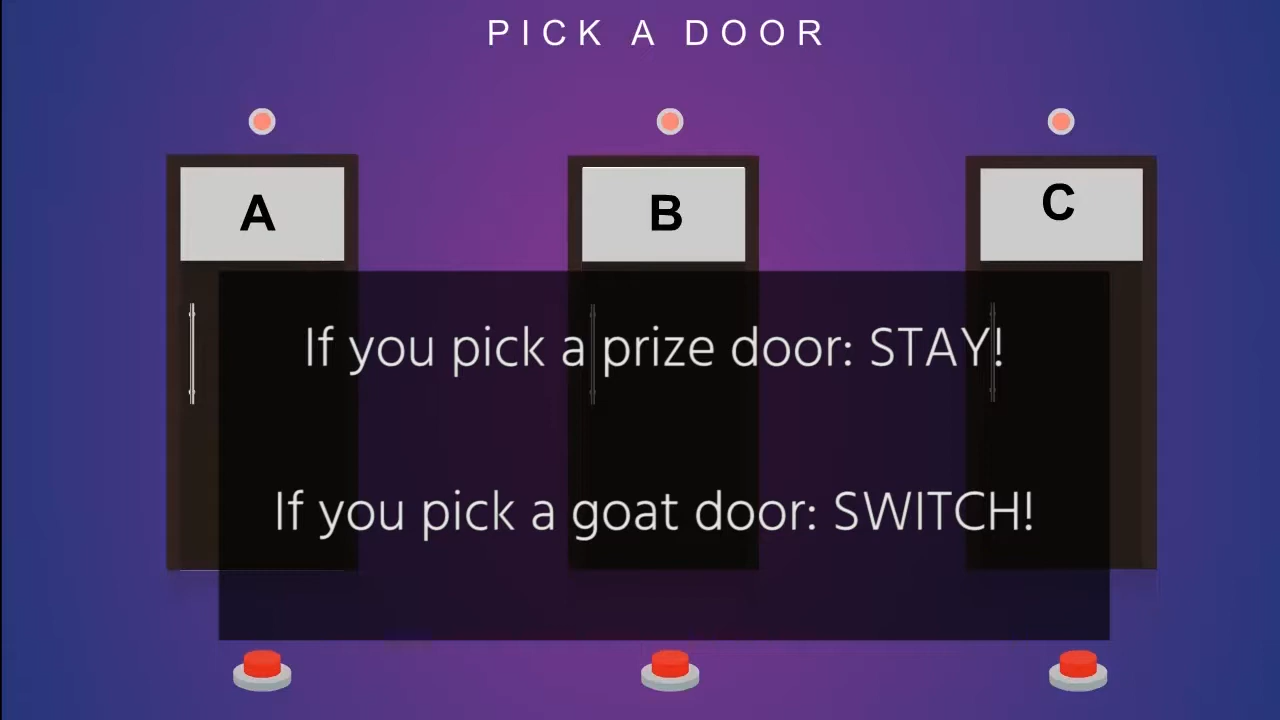 PICK A DOOR
A
B
C
If you pick a prize door: STAY!
If you pick a goat door: SWITCH!